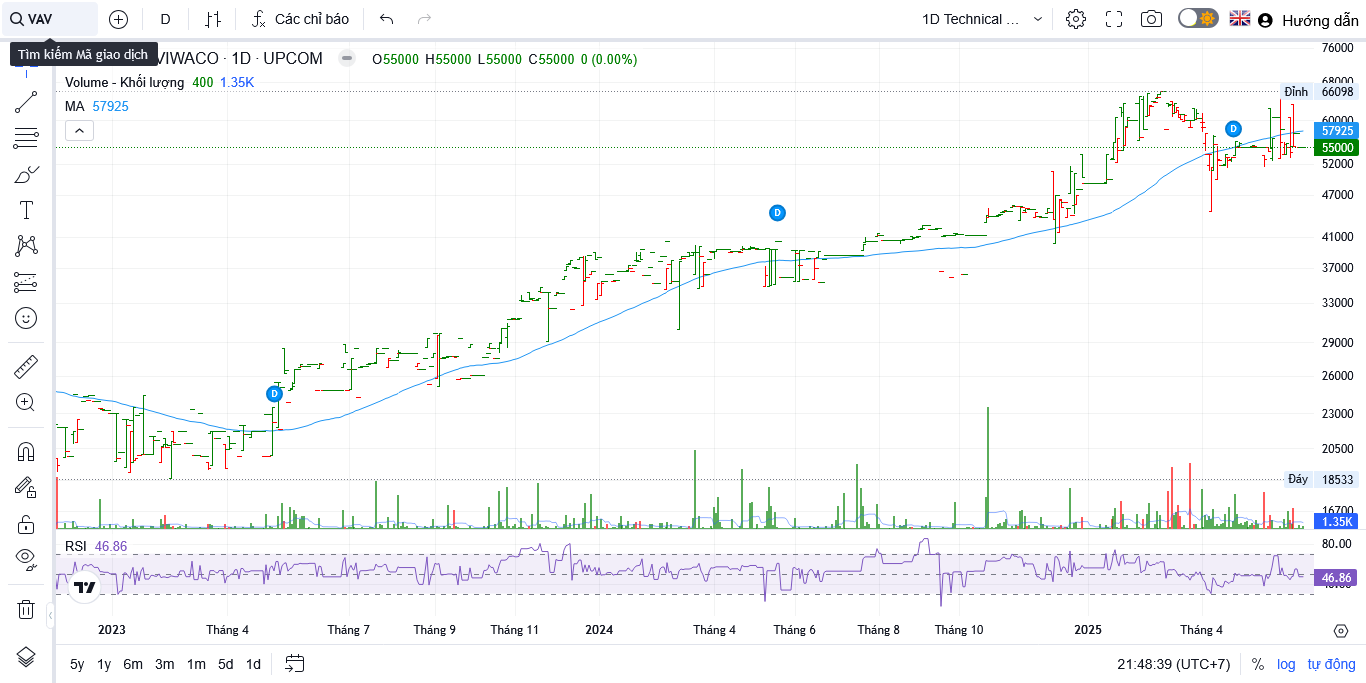 VAV
D
Các chỉ báo
1D Technical ...
Hướng dẫn
Tìm kiếm Mã giao dịch
VIWACO · 1D · UPCOM
O55000 H55000 L55000 C55000 0 (0.00%)
Volume - Khối lượng 400 1.35K
MA 57925
76000
68000
Đỉnh 66098
60000
57925
55000
52000
47000
41000
37000
33000
29000
26000
23000
20500
Đáy 18533
16700
1.35K
D
D
D
RSI 46.86
80.00
46.86
2023
Tháng 4
Tháng 7
Tháng 9
Tháng 11
2024
Tháng 4
Tháng 6
Tháng 8
Tháng 10
2025
Tháng 4
5y 1y 6m 3m 1m 5d 1d
21:48:39 (UTC+7)
% log tự động